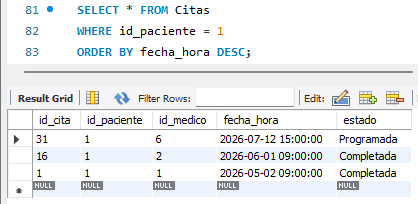 81 SELECT * FROM Citas
82 WHERE id_paciente = 1
83 ORDER BY fecha_hora DESC;
Result Grid Filter Rows: Edit:
id_cita id_paciente id_medico fecha_hora estado
31 1 6 2026-07-12 15:00:00 Programada
16 1 2 2026-06-01 09:00:00 Completada
1 1 1 2026-05-02 09:00:00 Completada
NULL NULL NULL NULL NULL